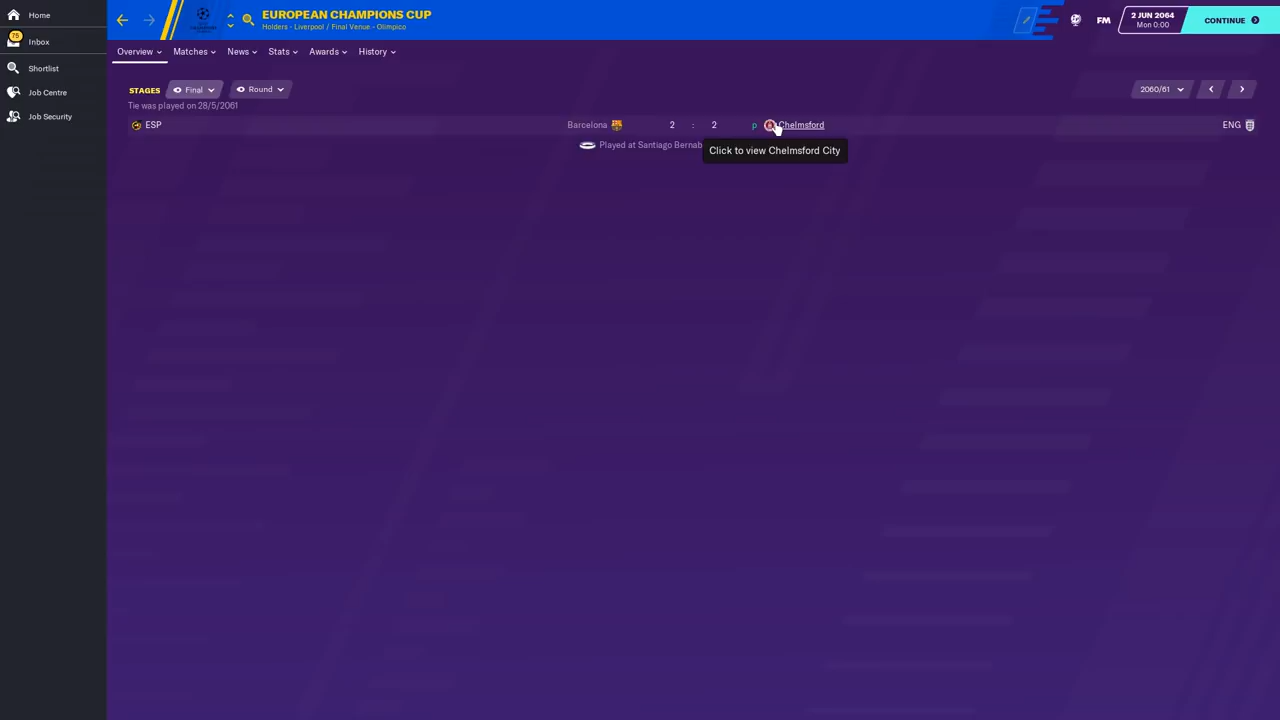 Home
75
Inbox
Shortlist
Job Centre
Job Security
EUROPEAN CHAMPIONS CUP
Holders - Liverpool / Final Venue - Olimpico
FM
2 JUN 2064
Mon 0:00
CONTINUE
Overview
Matches
News
Stats
Awards
History
STAGES
Final
Round
2060/61
Tie was played on 28/5/2061
ESP
Barcelona
2 : 2
p
Chelmsford
ENG
Played at Santiago Bernab
Click to view Chelmsford City